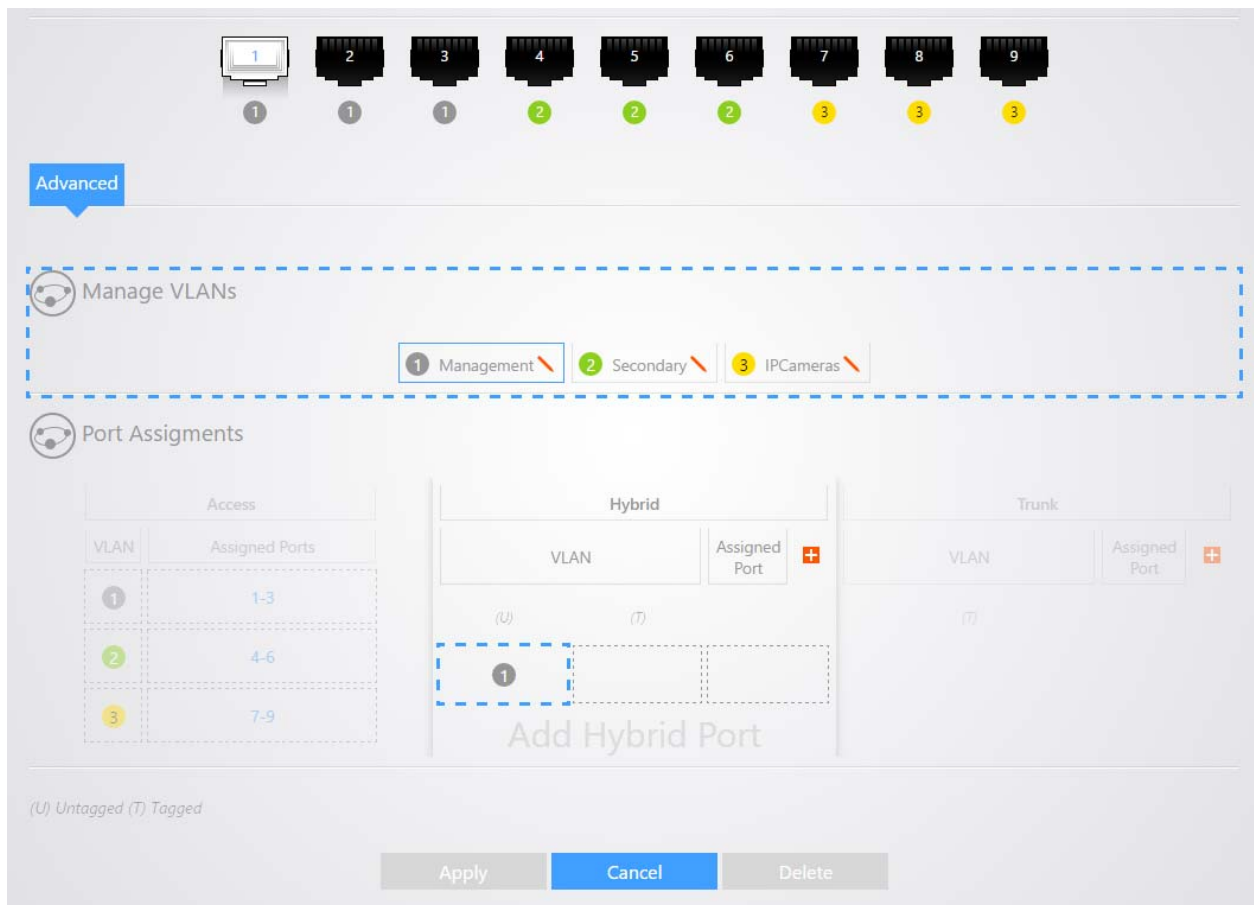 1 2 3 4 5 6 7 8 9
1 1 1 2 2 2 3 3 3
Advanced
Manage VLANs
1 Management 2 Secondary 3 IPCameras
Port Assigments
Access Hybrid Trunk
VLAN Assigned Ports VLAN Assigned Port VLAN Assigned Port
1 1-3
(U) (T) (T)
2 4-6
1
3 7-9
Add Hybrid Port
(U) Untagged (T) Tagged
Apply Cancel Delete